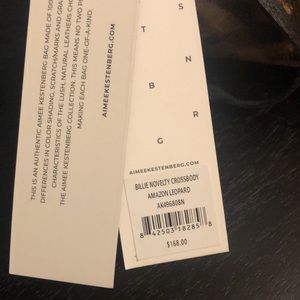 THIS IS AN AUTHENTIC AIMEE KESTENBERG BAG MADE OF 100
DIFFERENCES IN COLOR SHADING, SCRATCH/MARKS AND GRA
CHARACTERISTICS OF THE LUSH, NATURAL LEATHERS CHO
THE AIMEE KESTENBERG COLLECTION. THIS MEANS NO TWO P
MAKING EACH BAG ONE-OF-A-KIND.
AIMEEKESTENBERG.COM
S
T
N
B
R
G
AIMEEKESTENBERG.COM
BILLIE NOVELTY CROSSBODY
AMAZON LEOPARD
AK496808N
8 42503 18285 8
$168.00